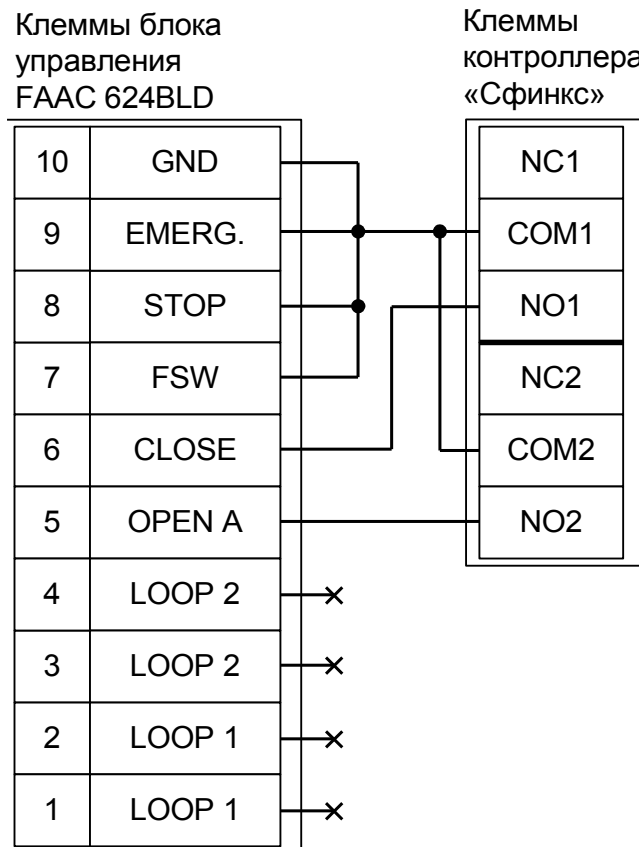 Клеммы блока
управления
FAAC 624BLD
Клеммы
контроллера
«Сфинкс»
10 GND
9 EMERG.
8 STOP
7 FSW
6 CLOSE
5 OPEN A
4 LOOP 2
3 LOOP 2
2 LOOP 1
1 LOOP 1
NC1
COM1
NO1
NC2
COM2
NO2